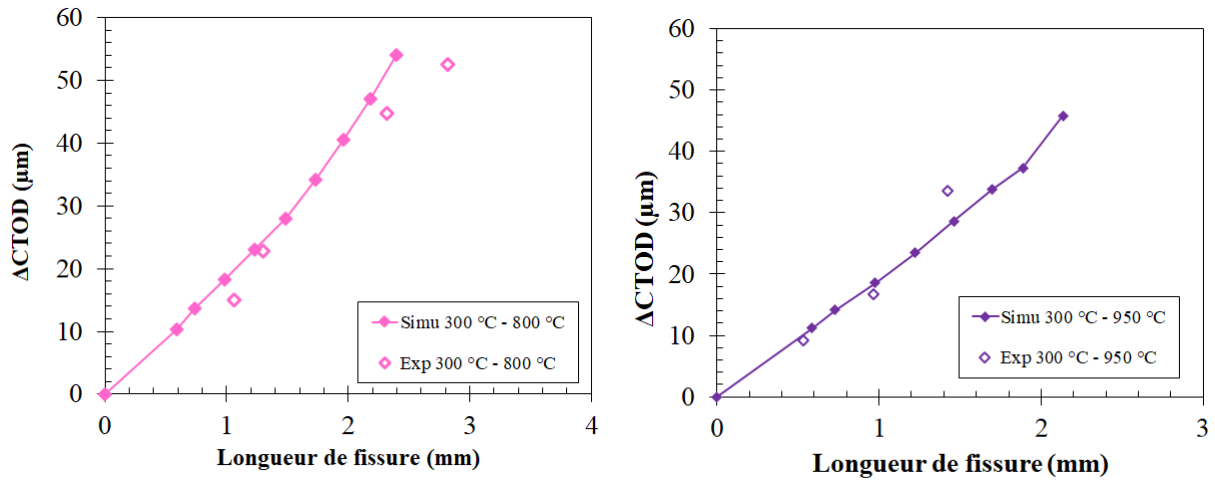 60
50
40
30
20
10
0
ΔCTOD (µm)
Simu 300 °C - 800 °C
Exp 300 °C - 800 °C
0 1 2 3 4
Longueur de fissure (mm)
60
50
40
30
20
10
0
ΔCTOD (µm)
Simu 300 °C - 950 °C
Exp 300 °C - 950 °C
0 1 2 3
Longueur de fissure (mm)